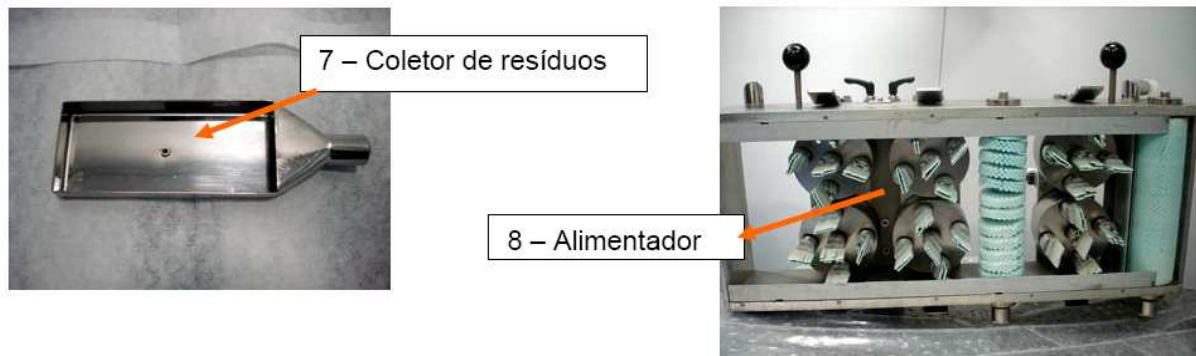 7 – Coletor de resíduos
8 – Alimentador